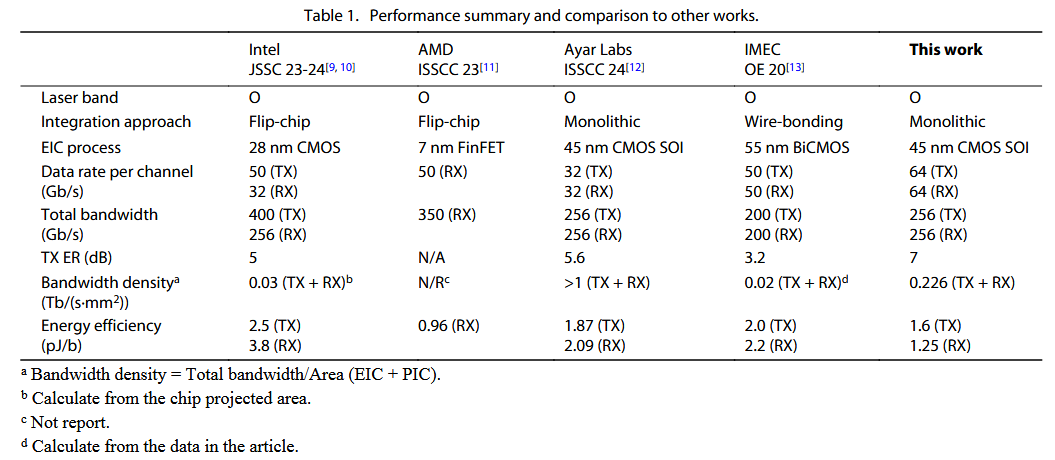 Table 1. Performance summary and comparison to other works.
Intel AMD Ayar Labs IMEC This work
JSSC 23-24[9, 10] ISSCC 23[11] ISSCC 24[12] OE 20[13]
Laser band O O O O O
Integration approach Flip-chip Flip-chip Monolithic Wire-bonding Monolithic
EIC process 28 nm CMOS 7 nm FinFET 45 nm CMOS SOI 55 nm BiCMOS 45 nm CMOS SOI
Data rate per channel 50 (TX) 50 (RX) 32 (TX) 50 (TX) 64 (TX)
(Gb/s) 32 (RX) 32 (RX) 50 (RX) 64 (RX)
Total bandwidth 400 (TX) 350 (RX) 256 (TX) 200 (TX) 256 (TX)
(Gb/s) 256 (RX) 256 (RX) 200 (RX) 256 (RX)
TX ER (dB) 5 N/A 5.6 3.2 7
Bandwidth densityᵃ 0.03 (TX + RX)ᵇ N/Rᶜ >1 (TX + RX) 0.02 (TX + RX)ᵈ 0.226 (TX + RX)
(Tb/(s·mm²))
Energy efficiency 2.5 (TX) 0.96 (RX) 1.87 (TX) 2.0 (TX) 1.6 (TX)
(pJ/b) 3.8 (RX) 2.09 (RX) 2.2 (RX) 1.25 (RX)
ᵃ Bandwidth density = Total bandwidth/Area (EIC + PIC).
ᵇ Calculate from the chip projected area.
ᶜ Not report.
ᵈ Calculate from the data in the article.